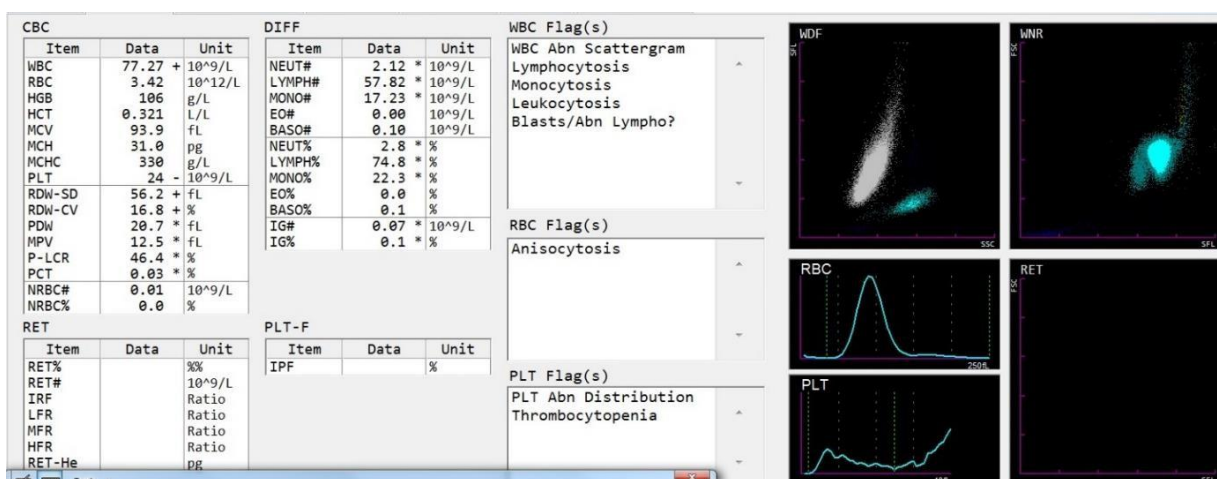 CBC
Item Data Unit
WBC 77.27 + 10^9/L
RBC 3.42 10^12/L
HGB 106 g/L
HCT 0.321 L/L
MCV 93.9 fL
MCH 31.0 pg
MCHC 330 g/L
PLT 24 - 10^9/L
RDW-SD 56.2 + fL
RDW-CV 16.8 + %
PDW 20.7 * fL
MPV 12.5 * fL
P-LCR 46.4 * %
PCT 0.03 * %
NRBC# 0.01 10^9/L
NRBC% 0.0 %
RET
Item Data Unit
RET% %%
RET# 10^9/L
IRF Ratio
LFR Ratio
MFR Ratio
HFR Ratio
RET-He pg
DIFF
Item Data Unit
NEUT# 2.12 * 10^9/L
LYMPH# 57.82 * 10^9/L
MONO# 17.23 * 10^9/L
EO# 0.00 10^9/L
BASO# 0.10 10^9/L
NEUT% 2.8 * %
LYMPH% 74.8 * %
MONO% 22.3 * %
EO% 0.0 %
BASO% 0.1 %
IG# 0.07 * 10^9/L
IG% 0.1 * %
PLT-F
Item Data Unit
IPF %
WBC Flag(s)
WBC Abn Scattergram
Lymphocytosis
Monocytosis
Leukocytosis
Blasts/Abn Lympho?
RBC Flag(s)
Anisocytosis
PLT Flag(s)
PLT Abn Distribution
Thrombocytopenia
WDF
SFL
SSC
WNR
FSC
SFL
RBC
250fL
PLT
RET
FSC